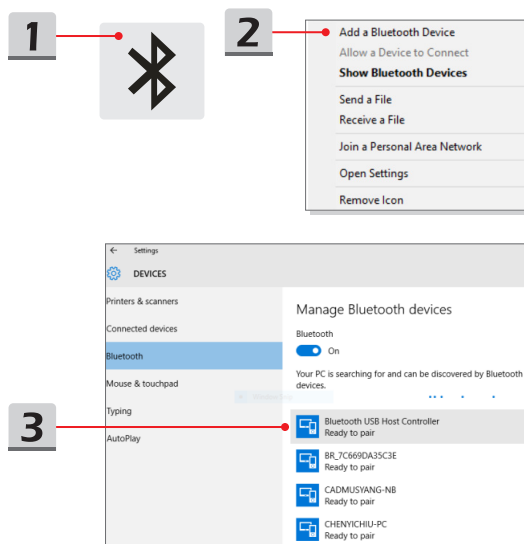 1
2
Add a Bluetooth Device
Allow a Device to Connect
Show Bluetooth Devices
Send a File
Receive a File
Join a Personal Area Network
Open Settings
Remove Icon
3
← Settings
DEVICES
Printers & scanners
Connected devices
Bluetooth
Mouse & touchpad
Typing
AutoPlay
Manage Bluetooth devices
Bluetooth
On
Your PC is searching for and can be discovered by Bluetooth
devices.
Bluetooth USB Host Controller
Ready to pair
BR_7C669DA35C3E
Ready to pair
CADMUSYANG-NB
Ready to pair
CHENYICHIU-PC
Ready to pair